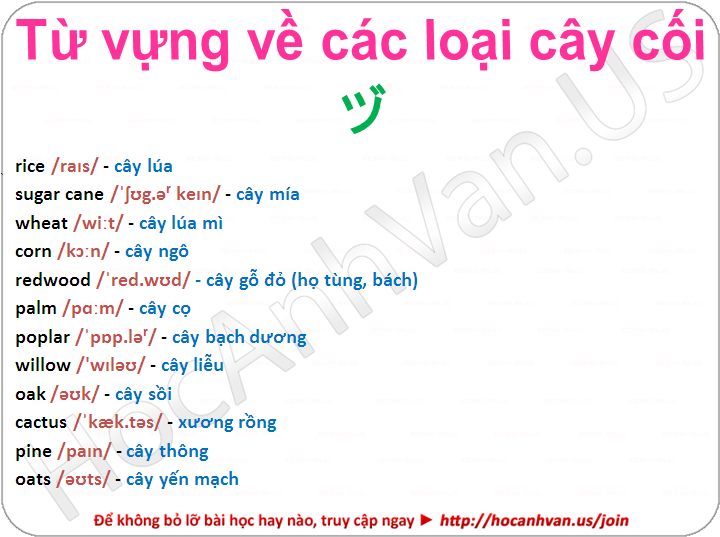 Từ vựng về các loại cây cối
ヅ
rice /raɪs/ - cây lúa
sugar cane /ˈʃʊg.əʳ keɪn/ - cây mía
wheat /wiːt/ - cây lúa mì
corn /kɔːn/ - cây ngô
redwood /ˈred.wʊd/ - cây gỗ đỏ (họ tùng, bách)
palm /pɑːm/ - cây cọ
poplar /ˈpɒp.ləʳ/ - cây bạch dương
willow /'wɪləʊ/ - cây liễu
oak /əʊk/ - cây sồi
cactus /ˈkæk.təs/ - xương rồng
pine /paɪn/ - cây thông
oats /əʊts/ - cây yến mạch
HocAnhVan.US
Để không bỏ lỡ bài học hay nào, truy cập ngay ► http://hocanhvan.us/join